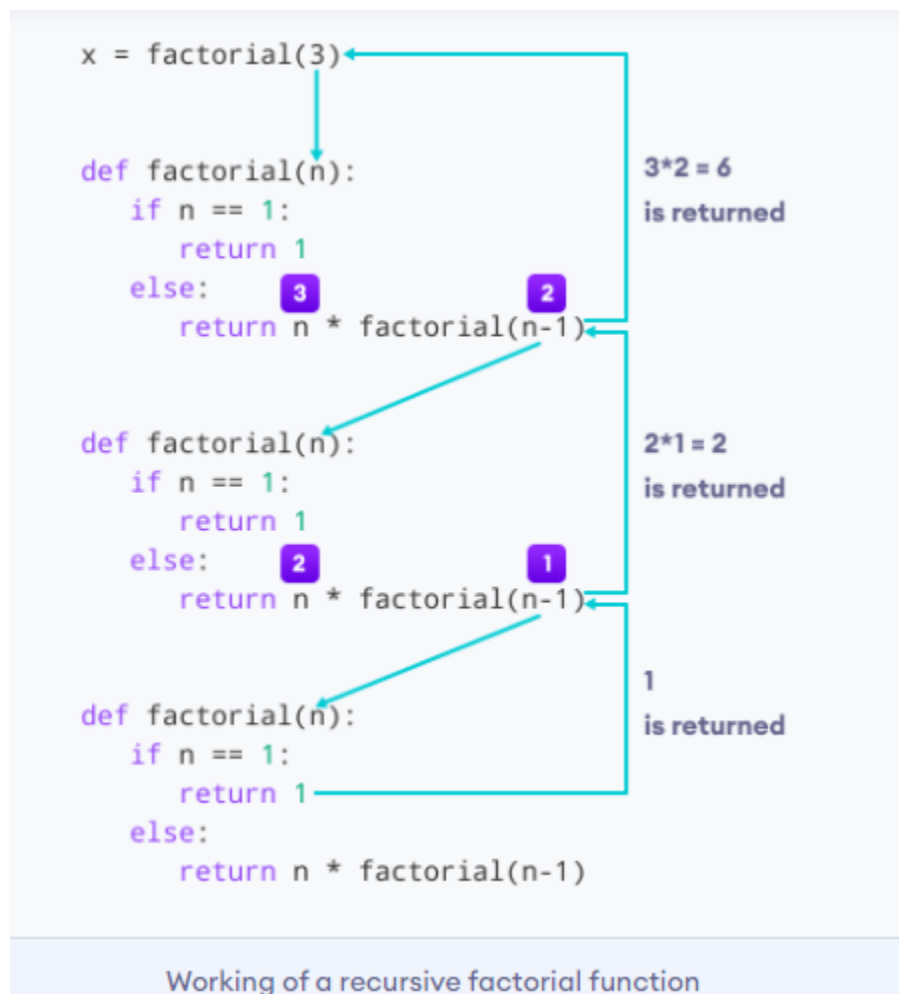 x = factorial(3)
def factorial(n):
if n == 1:
return 1
else:
3 2
return n * factorial(n-1)
3*2 = 6
is returned
def factorial(n):
if n == 1:
return 1
else:
2 1
return n * factorial(n-1)
2*1 = 2
is returned
def factorial(n):
if n == 1:
return 1
else:
return n * factorial(n-1)
1
is returned
Working of a recursive factorial function